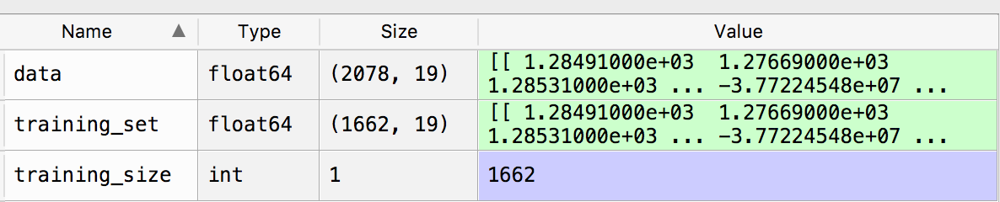 Name ▲ Type Size Value
data float64 (2078, 19) [[ 1.28491000e+03 1.27669000e+03
1.28531000e+03 ... -3.77224548e+07 ...
training_set float64 (1662, 19) [[ 1.28491000e+03 1.27669000e+03
1.28531000e+03 ... -3.77224548e+07 ...
training_size int 1 1662